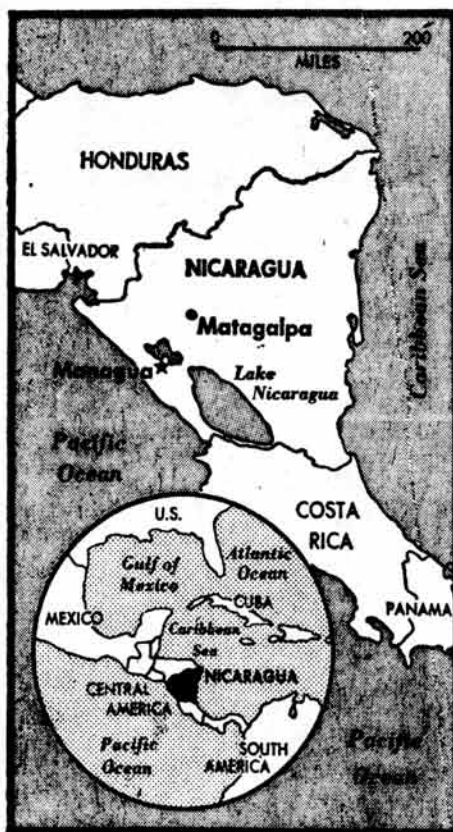 0 200
MILES
HONDURAS
EL SALVADOR
NICARAGUA
Matagalpa
Managua
Lake
Nicaragua
Caribbean Sea
Pacific
Ocean
COSTA
RICA
PANAMA
U.S.
Gulf of
Mexico
Atlantic
Ocean
MEXICO
CUBA
Caribbean
Sea
NICARAGUA
CENTRAL
AMERICA
Pacific
Ocean
SOUTH
AMERICA
Pacific
Ocean